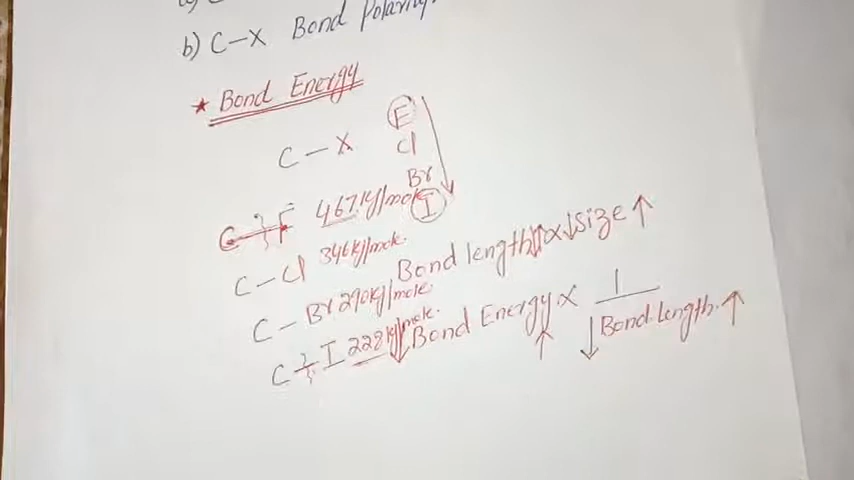 b) C-X Bond Polarity.
★ Bond Energy
C-X F
Cl
Br
I
C-F 467KJ/mole
C-Cl 346KJ/mole.
Bond length ↑ ∝ ↓ size ↑
C-Br 290KJ/mole.
Bond Energy ∝ 1 / Bond length. ↑
C-I 228KJ/mole.